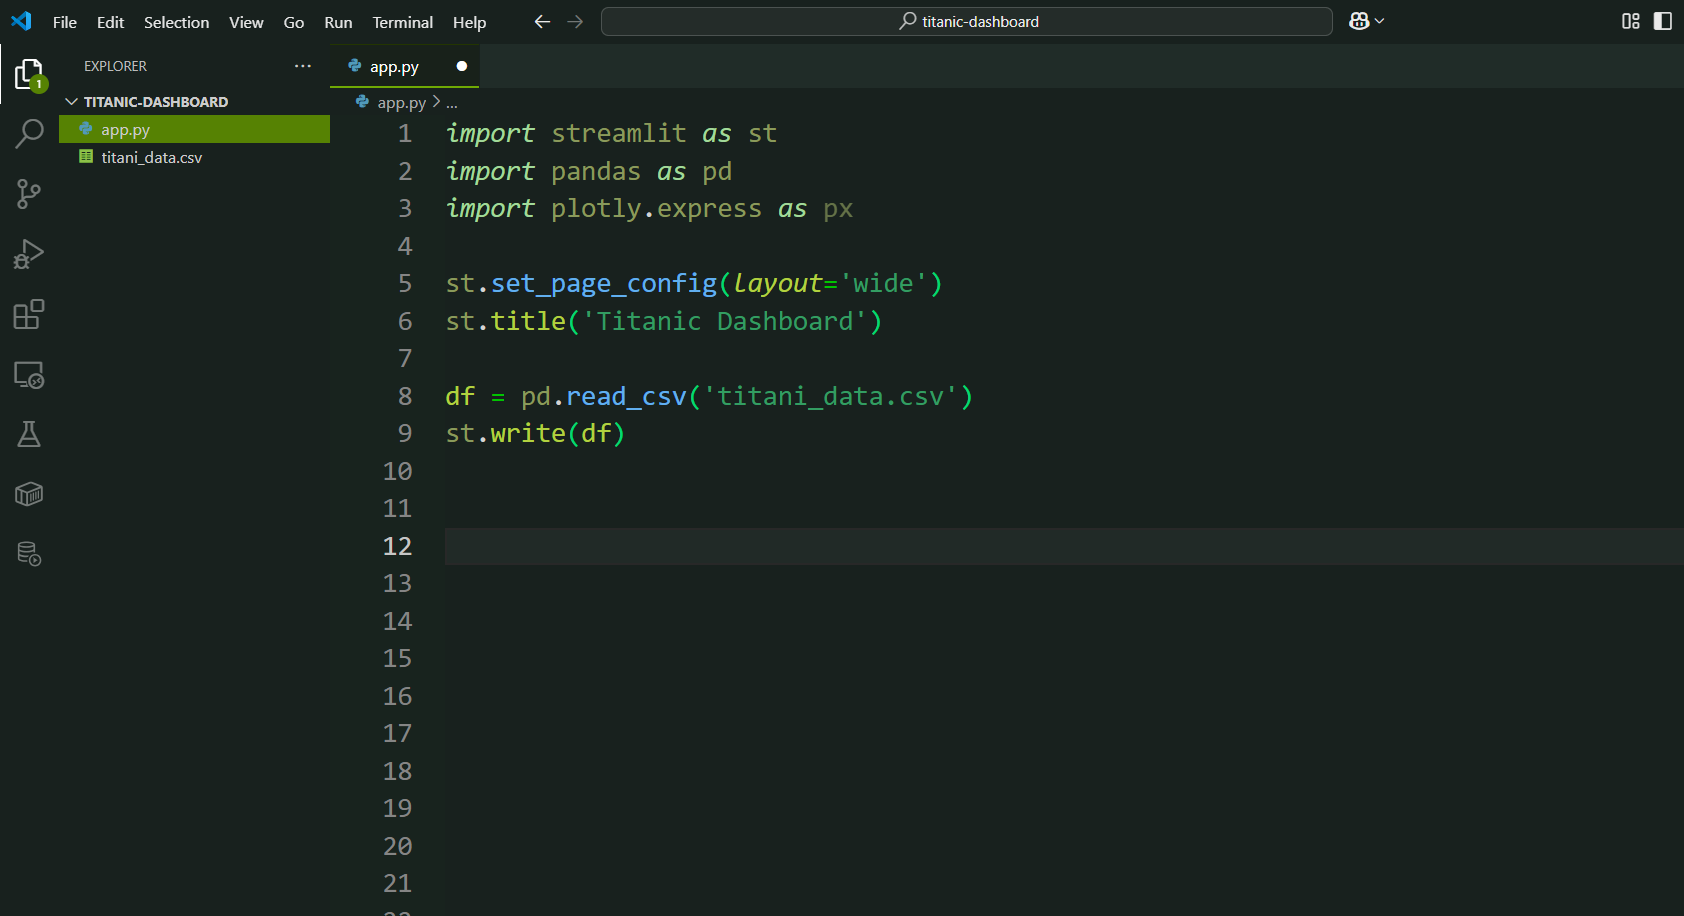 File Edit Selection View Go Run Terminal Help titanic-dashboard
EXPLORER ...
TITANIC-DASHBOARD
app.py
titani_data.csv
1
app.py
app.py > ...
1 import streamlit as st
2 import pandas as pd
3 import plotly.express as px
4
5 st.set_page_config(layout='wide')
6 st.title('Titanic Dashboard')
7
8 df = pd.read_csv('titani_data.csv')
9 st.write(df)
10
11
12
13
14
15
16
17
18
19
20
21